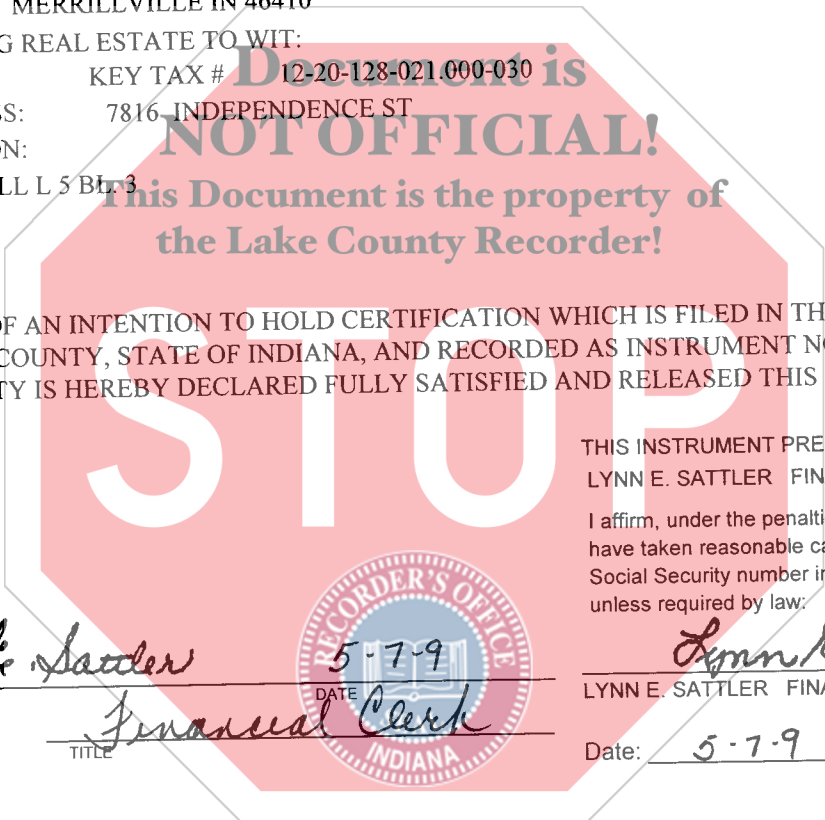 MERRILLVILLE IN 46410
G REAL ESTATE TO WIT:
Document is
KEY TAX # 12-20-128-021.000-030
SS: 7816 INDEPENDENCE ST
NOT OFFICIAL!
ON:
LL L 5 BL. 3
This Document is the property of
the Lake County Recorder!
STOP
OF AN INTENTION TO HOLD CERTIFICATION WHICH IS FILED IN TH
COUNTY, STATE OF INDIANA, AND RECORDED AS INSTRUMENT NO
TY IS HEREBY DECLARED FULLY SATISFIED AND RELEASED THIS
THIS INSTRUMENT PRE
LYNN E. SATTLER FIN
I affirm, under the penalti
have taken reasonable ca
Social Security number in
unless required by law:
RECORDER'S OFFICE
INDIANA
Sattler 5-7-9
DATE
Financial Clerk
TITLE
Lynn
LYNN E. SATTLER FINA
Date: 5-7-9